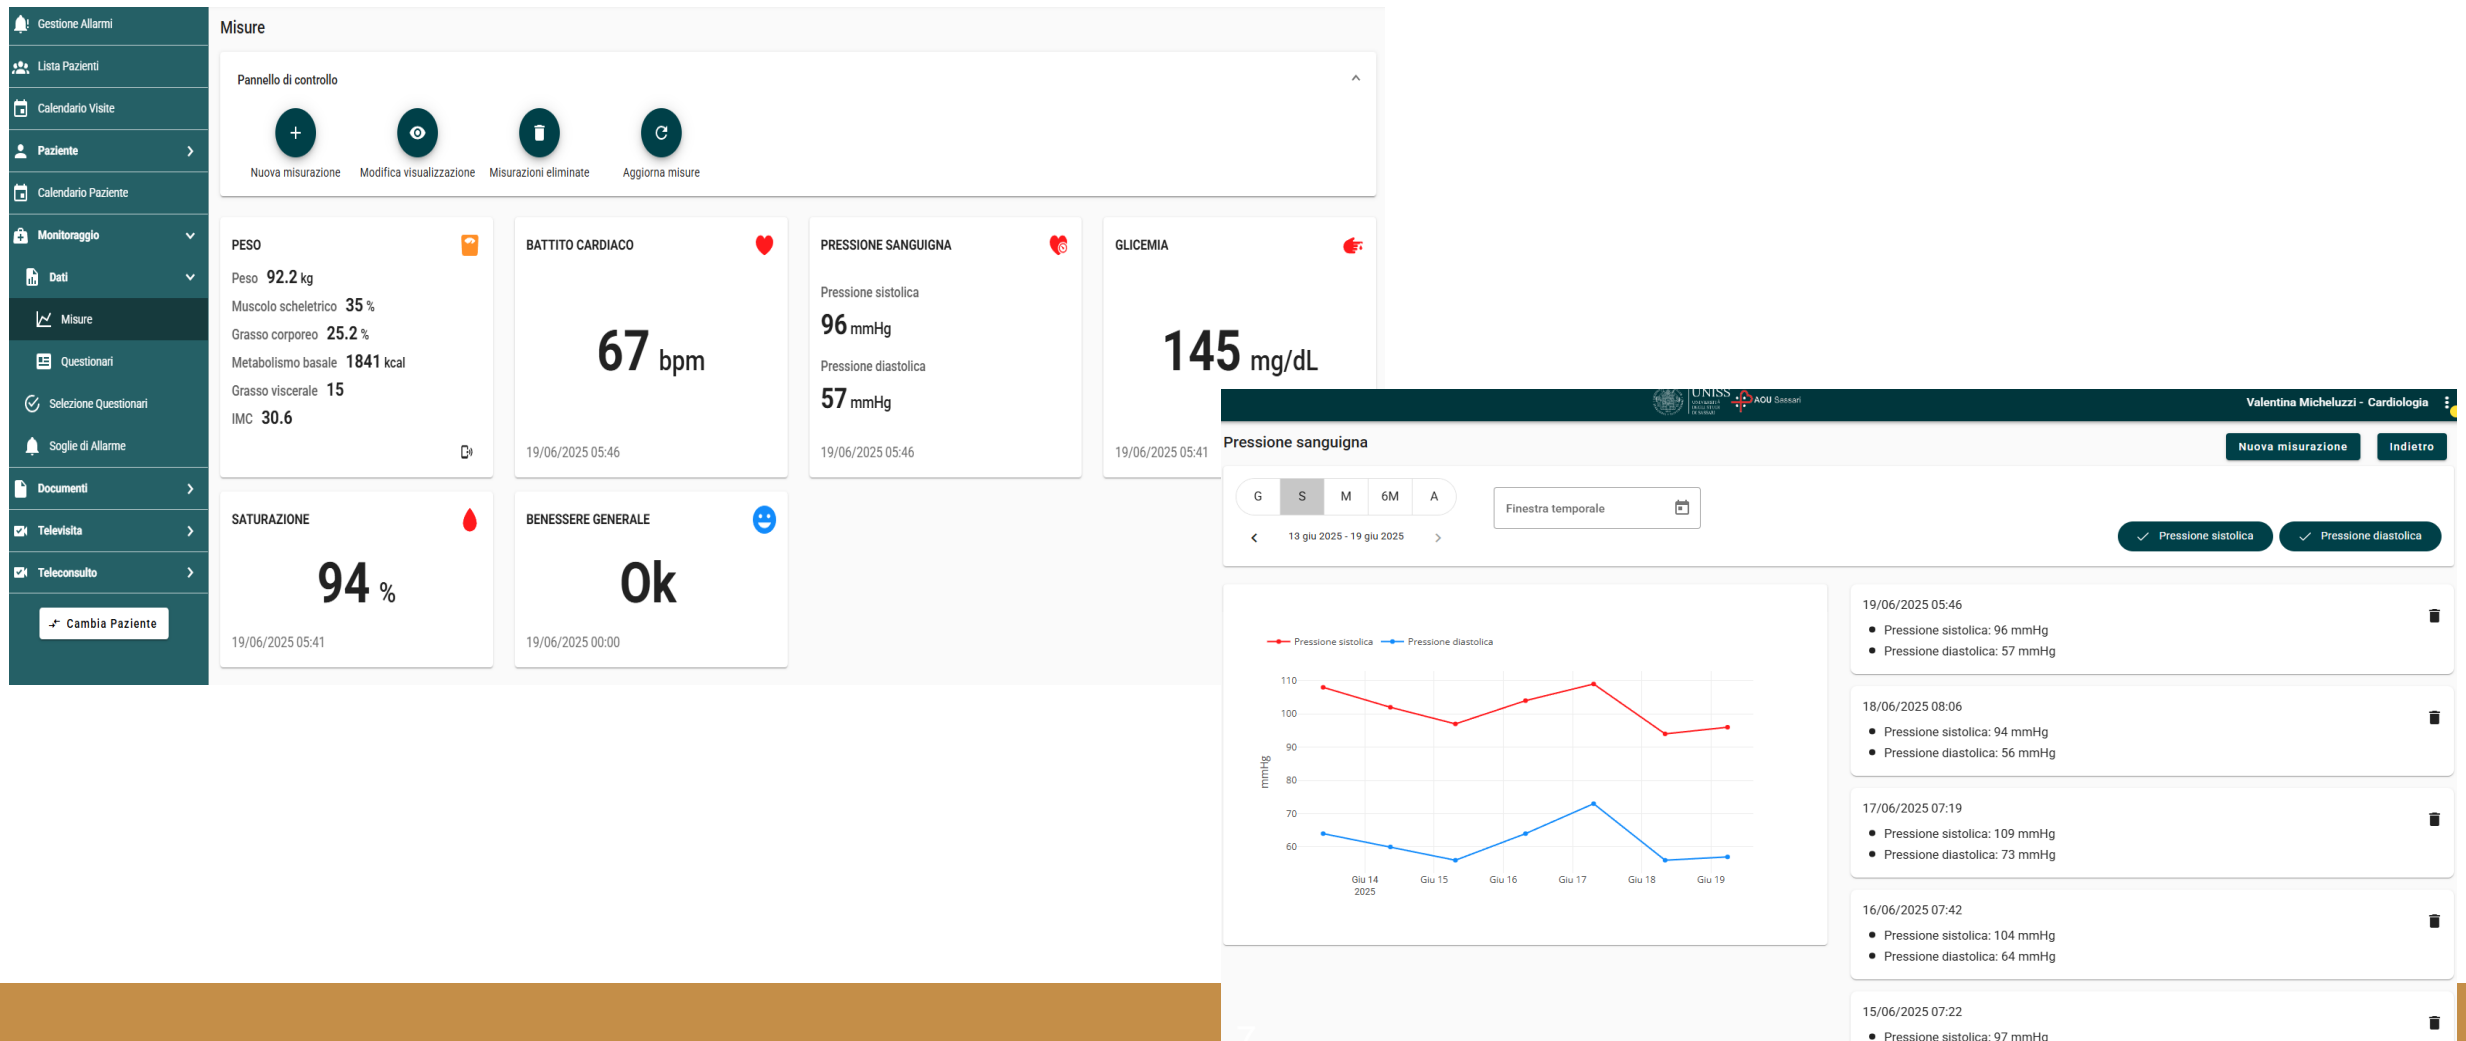 Gestione Allarmi
Lista Pazienti
Calendario Visite
Paziente
Calendario Paziente
Monitoraggio
Dati
Misure
Questionari
Selezione Questionari
Soglie di Allarme
Documenti
Televisita
Teleconsulto
Cambia Paziente
Misure
Pannello di controllo
Nuova misurazione
Modifica visualizzazione
Misurazioni eliminate
Aggiorna misure
PESO
Peso 92.2 kg
Muscolo scheletrico 35 %
Grasso corporeo 25.2 %
Metabolismo basale 1841 kcal
Grasso viscerale 15
IMC 30.6
BATTITO CARDIACO
67 bpm
19/06/2025 05:46
PRESSIONE SANGUIGNA
Pressione sistolica
96 mmHg
Pressione diastolica
57 mmHg
19/06/2025 05:46
GLICEMIA
145 mg/dL
19/06/2025 05:41
SATURAZIONE
94 %
19/06/2025 05:41
BENESSERE GENERALE
Ok
19/06/2025 00:00
UNISS
AOU Sassari
Valentina Micheluzzi - Cardiologia
Pressione sanguigna
Nuova misurazione
Indietro
G S M 6M A
Finestra temporale
13 giu 2025 - 19 giu 2025
Pressione sistolica
Pressione diastolica
Pressione sistolica
Pressione diastolica
mmHg
110
100
90
80
70
60
Giu 14
2025
Giu 15
Giu 16
Giu 17
Giu 18
Giu 19
19/06/2025 05:46
Pressione sistolica: 96 mmHg
Pressione diastolica: 57 mmHg
18/06/2025 08:06
Pressione sistolica: 94 mmHg
Pressione diastolica: 56 mmHg
17/06/2025 07:19
Pressione sistolica: 109 mmHg
Pressione diastolica: 73 mmHg
16/06/2025 07:42
Pressione sistolica: 104 mmHg
Pressione diastolica: 64 mmHg
15/06/2025 07:22
Pressione sistolica: 97 mmHg
7